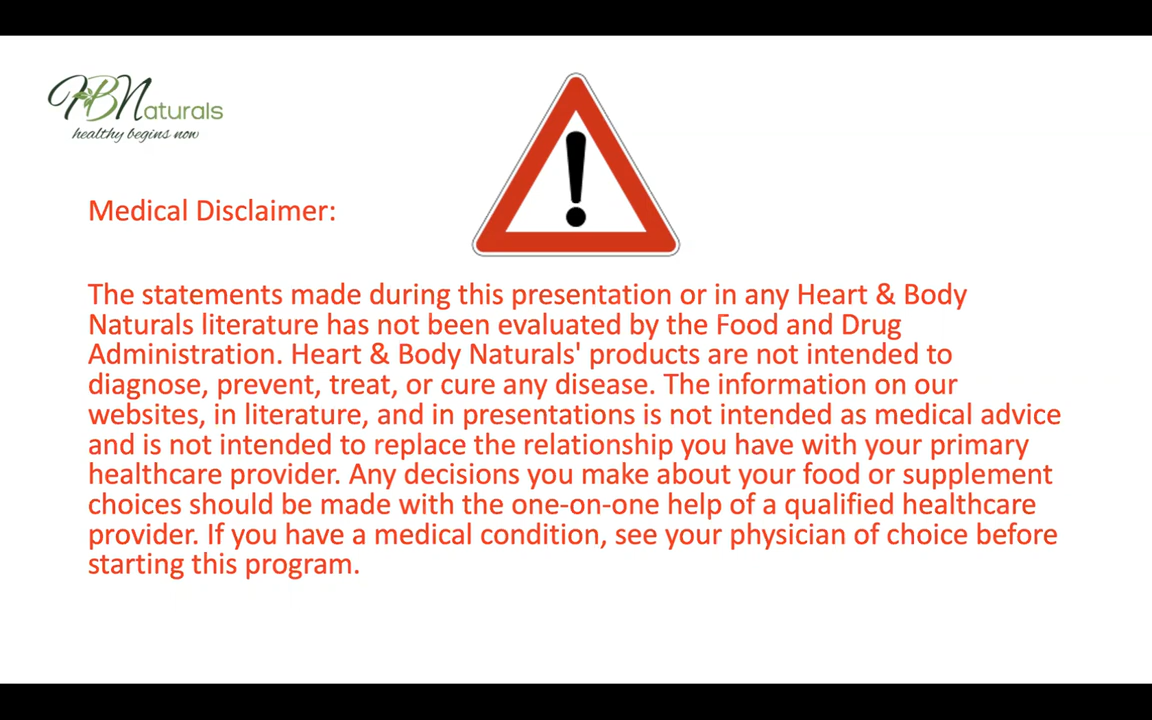 HBNaturals
healthy begins now
Medical Disclaimer:
The statements made during this presentation or in any Heart & Body
Naturals literature has not been evaluated by the Food and Drug
Administration. Heart & Body Naturals' products are not intended to
diagnose, prevent, treat, or cure any disease. The information on our
websites, in literature, and in presentations is not intended as medical advice
and is not intended to replace the relationship you have with your primary
healthcare provider. Any decisions you make about your food or supplement
choices should be made with the one-on-one help of a qualified healthcare
provider. If you have a medical condition, see your physician of choice before
starting this program.